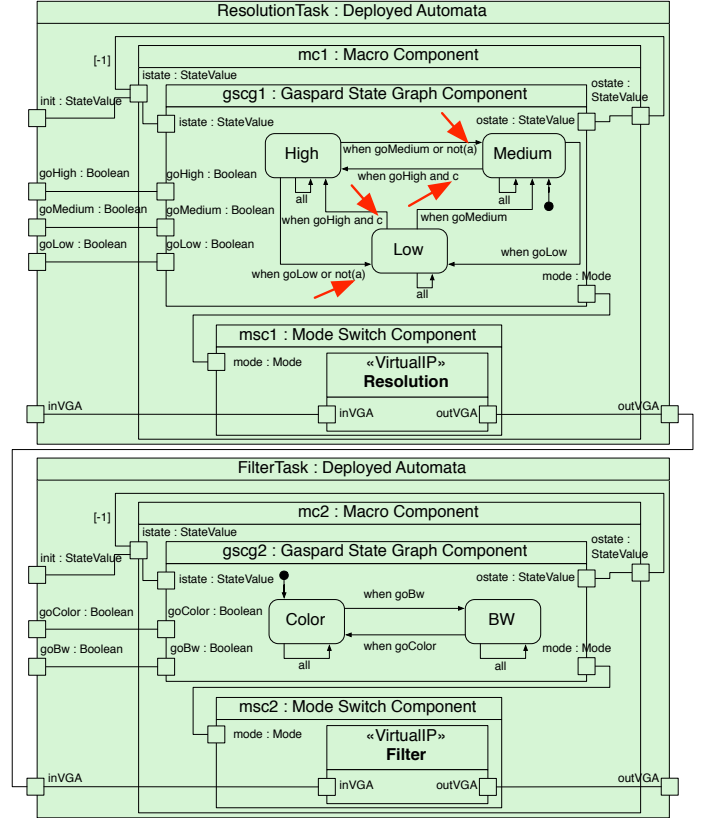 ResolutionTask : Deployed Automata
[-1]
mc1 : Macro Component
istate : StateValue
ostate :
StateValue
init : StateValue
gscg1 : Gaspard State Graph Component
istate : StateValue
ostate : StateValue
High
when goMedium or not(a)
Medium
when goHigh and c
goHigh : Boolean
goHigh : Boolean
all
all
goMedium : Boolean
goMedium : Boolean
when goHigh and c
when goMedium
goLow : Boolean
goLow : Boolean
Low
when goLow
when goLow or not(a)
all
mode : Mode
msc1 : Mode Switch Component
mode : Mode
«VirtualIP»
Resolution
inVGA
inVGA
outVGA
outVGA
FilterTask : Deployed Automata
[-1]
mc2 : Macro Component
istate : StateValue
ostate :
StateValue
init : StateValue
gscg2 : Gaspard State Graph Component
istate : StateValue
ostate : StateValue
when goBw
goColor : Boolean
goColor : Boolean
Color
BW
goBw : Boolean
goBw : Boolean
when goColor
mode : Mode
all
all
msc2 : Mode Switch Component
mode : Mode
«VirtualIP»
Filter
inVGA
inVGA
outVGA
outVGA